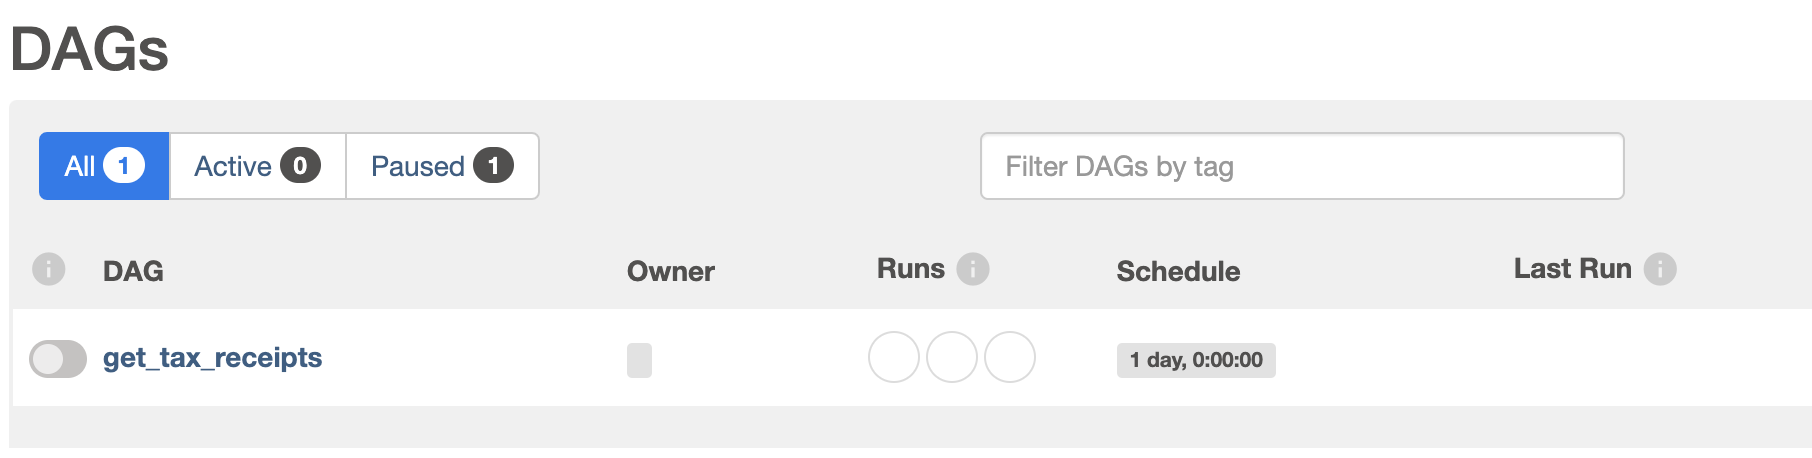 DAGs
All 1 Active 0 Paused 1 Filter DAGs by tag
i DAG Owner Runs i Schedule Last Run i
get_tax_receipts 1 day, 0:00:00